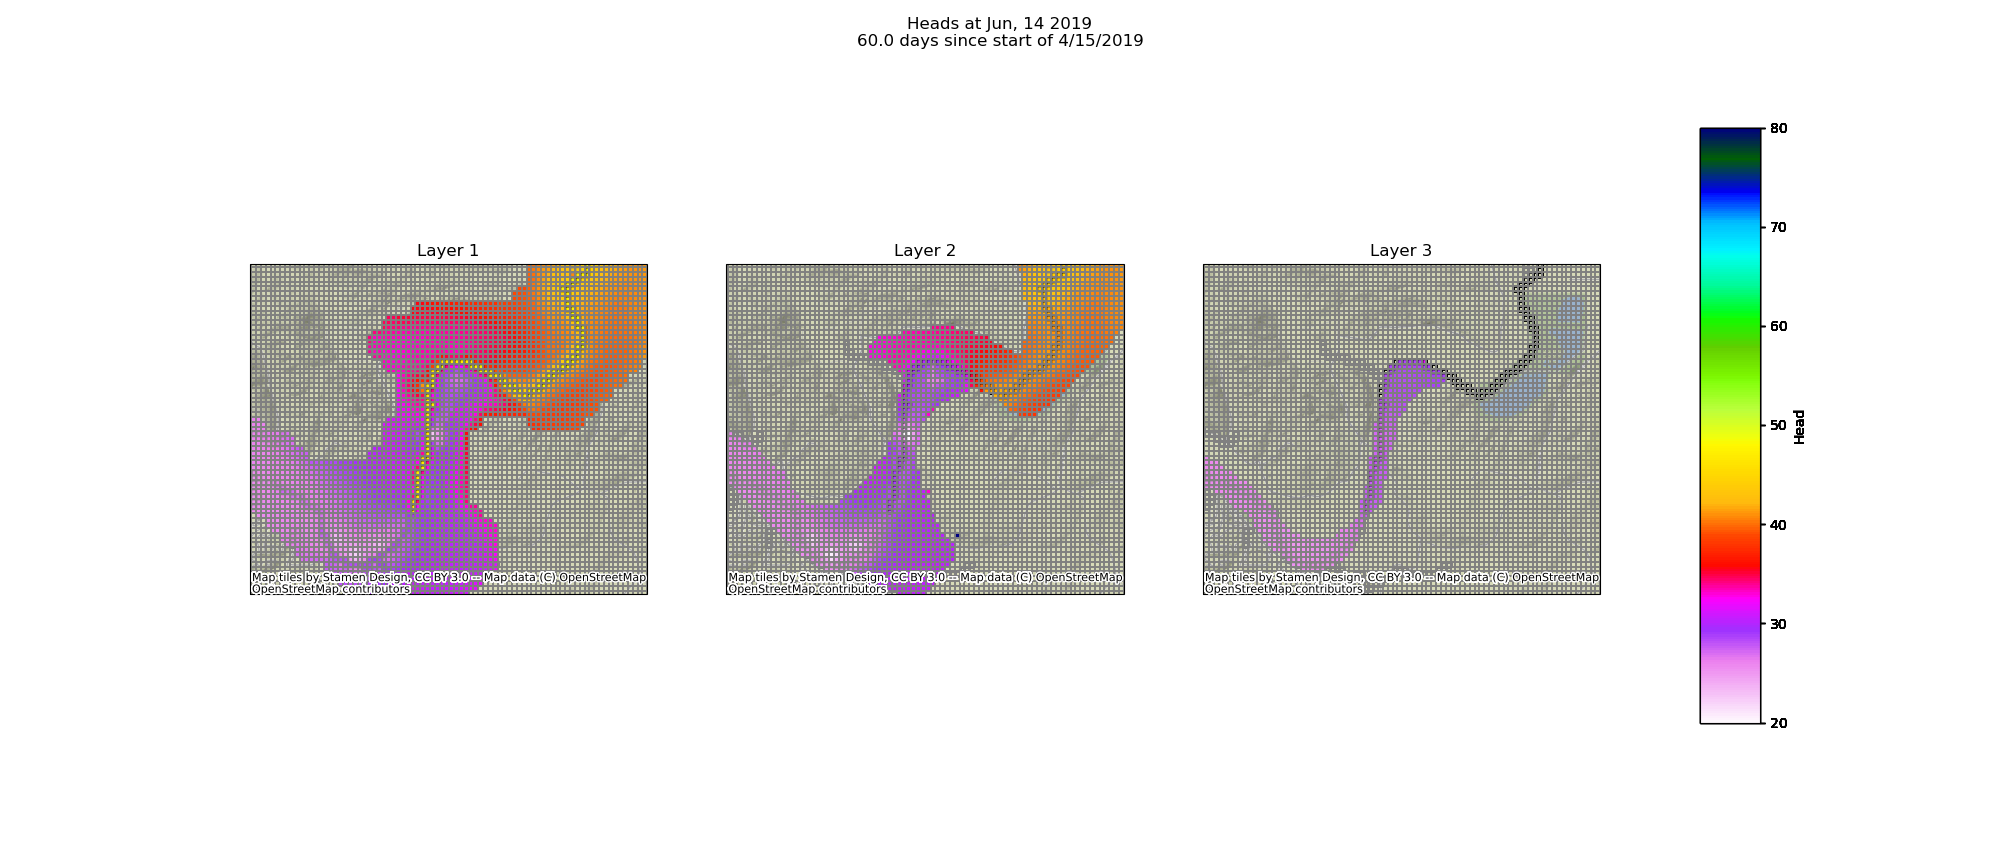 Heads at Jun, 14 2019
60.0 days since start of 4/15/2019
Layer 1
Layer 2
Layer 3
Map tiles by Stamen Design, CC BY 3.0 -- Map data (C) OpenStreetMap
OpenStreetMap contributors
Map tiles by Stamen Design, CC BY 3.0 -- Map data (C) OpenStreetMap
OpenStreetMap contributors
Map tiles by Stamen Design, CC BY 3.0 -- Map data (C) OpenStreetMap
OpenStreetMap contributors
80
70
60
50
40
30
20
Head